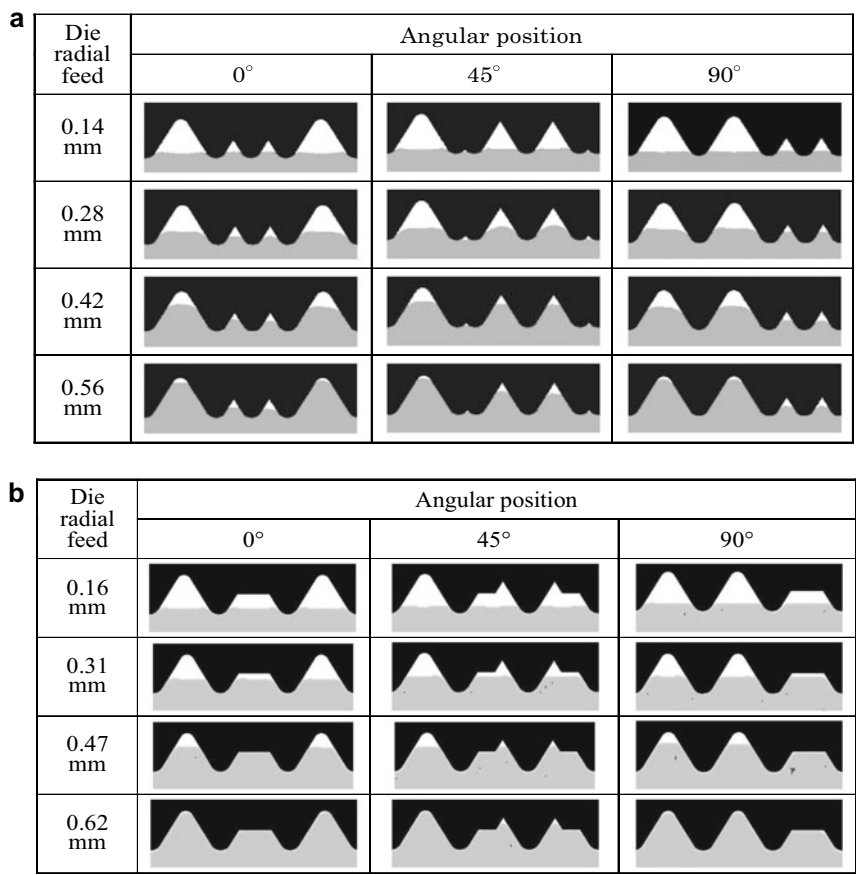 a
Die radial feed
Angular position
0° 45° 90°
0.14 mm
0.28 mm
0.42 mm
0.56 mm
b
Die radial feed
Angular position
0° 45° 90°
0.16 mm
0.31 mm
0.47 mm
0.62 mm